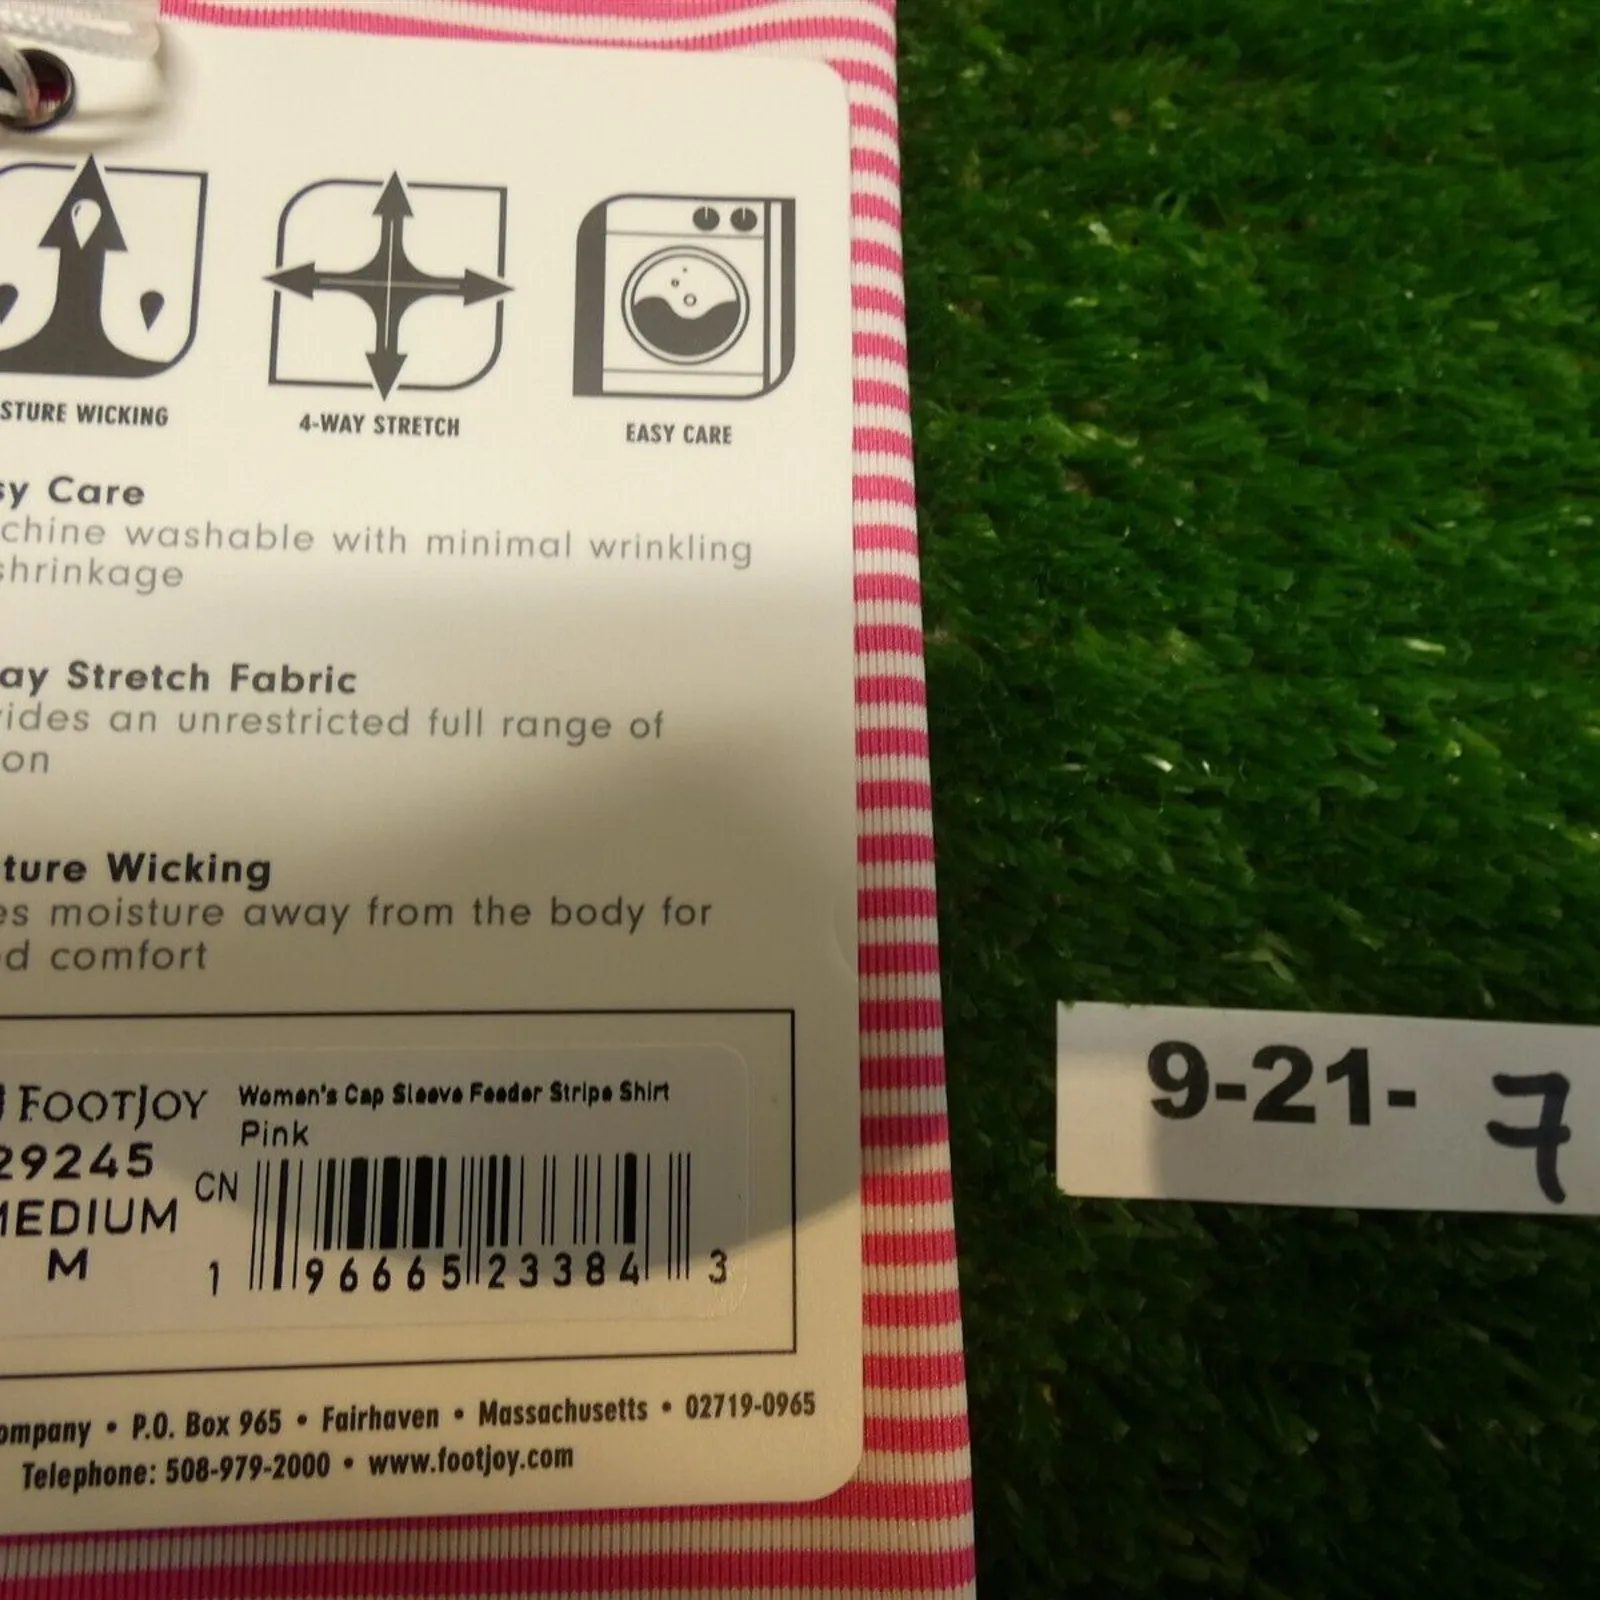 STURE WICKING
4-WAY STRETCH
EASY CARE
sy Care
chine washable with minimal wrinkling
shrinkage
ay Stretch Fabric
ides an unrestricted full range of
on
ture Wicking
es moisture away from the body for
d comfort
FOOTJOY
Women's Cap Sleeve Feeder Stripe Shirt
Pink
29245
MEDIUM
M
CN
1 96665 23384 3
ompany • P.O. Box 965 • Fairhaven • Massachusetts • 02719-0965
Telephone: 508-979-2000 • www.footjoy.com
9-21- 7